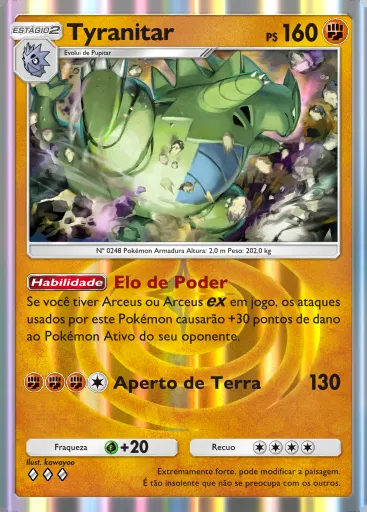 ESTÁGIO 2
Tyranitar
PS 160
Evolui de Pupitar
Nº 0248 Pokémon Armadura Altura: 2,0 m Peso: 202,0 kg
Habilidade Elo de Poder
Se você tiver Arceus ou Arceus ex em jogo, os ataques
usados por este Pokémon causarão +30 pontos de dano
ao Pokémon Ativo do seu oponente.
Aperto de Terra 130
Fraqueza +20
Recuo
Ilust. kawayoo
Extremamente forte, pode modificar a paisagem.
É tão insolente que não se preocupa com os outros.